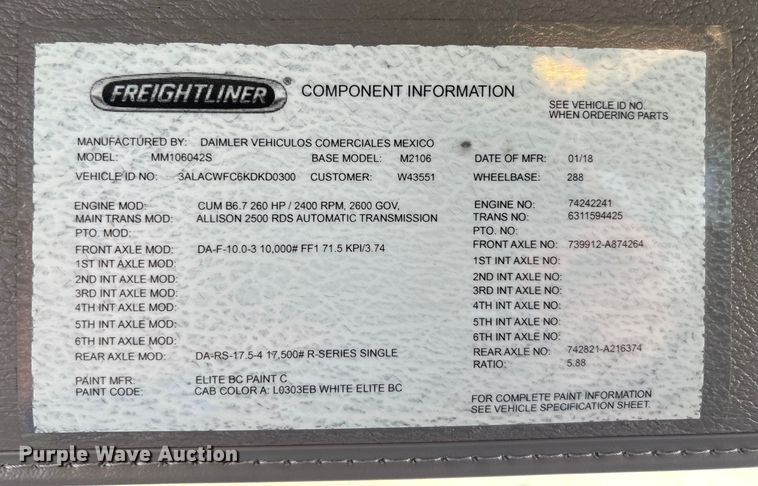 FREIGHTLINER® COMPONENT INFORMATION
SEE VEHICLE ID NO.
WHEN ORDERING PARTS
MANUFACTURED BY: DAIMLER VEHICULOS COMERCIALES MEXICO
MODEL: MM106042S BASE MODEL: M2106 DATE OF MFR: 01/18
VEHICLE ID NO: 3ALACWFC6KDKD0300 CUSTOMER: W43551 WHEELBASE: 288
ENGINE MOD: CUM B6.7 260 HP / 2400 RPM, 2600 GOV, ENGINE NO: 74242241
MAIN TRANS MOD: ALLISON 2500 RDS AUTOMATIC TRANSMISSION TRANS NO: 6311594425
PTO. MOD: PTO. NO:
FRONT AXLE MOD: DA-F-10.0-3 10,000# FF1 71.5 KPI/3.74 FRONT AXLE NO: 739912-A874264
1ST INT AXLE MOD: 1ST INT AXLE NO:
2ND INT AXLE MOD: 2ND INT AXLE NO:
3RD INT AXLE MOD: 3RD INT AXLE NO:
4TH INT AXLE MOD: 4TH INT AXLE NO:
5TH INT AXLE MOD: 5TH INT AXLE NO:
6TH INT AXLE MOD: 6TH INT AXLE NO:
REAR AXLE MOD: DA-RS-17.5-4 17,500# R-SERIES SINGLE REAR AXLE NO: 742821-A216374
RATIO: 5.88
PAINT MFR: ELITE BC PAINT C
PAINT CODE: CAB COLOR A: L0303EB WHITE ELITE BC
FOR COMPLETE PAINT INFORMATION
SEE VEHICLE SPECIFICATION SHEET.
Purple Wave Auction